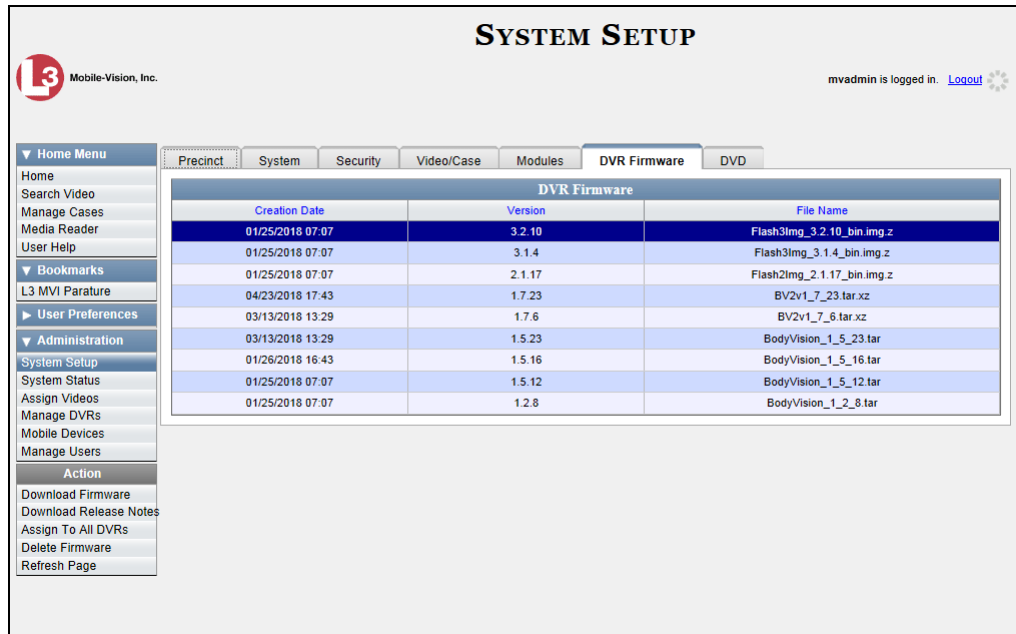 SYSTEM SETUP
L3 Mobile-Vision, Inc.
mvadmin is logged in. Logout
▼ Home Menu
Home
Search Video
Manage Cases
Media Reader
User Help
▼ Bookmarks
L3 MVI Parature
▶ User Preferences
▼ Administration
System Setup
System Status
Assign Videos
Manage DVRs
Mobile Devices
Manage Users
Action
Download Firmware
Download Release Notes
Assign To All DVRs
Delete Firmware
Refresh Page
Precinct System Security Video/Case Modules DVR Firmware DVD
DVR Firmware
Creation Date Version File Name
01/25/2018 07:07 3.2.10 Flash3Img_3.2.10_bin.img.z
01/25/2018 07:07 3.1.4 Flash3Img_3.1.4_bin.img.z
01/25/2018 07:07 2.1.17 Flash2Img_2.1.17_bin.img.z
04/23/2018 17:43 1.7.23 BV2v1_7_23.tar.xz
03/13/2018 13:29 1.7.6 BV2v1_7_6.tar.xz
03/13/2018 13:29 1.5.23 BodyVision_1_5_23.tar
01/26/2018 16:43 1.5.16 BodyVision_1_5_16.tar
01/25/2018 07:07 1.5.12 BodyVision_1_5_12.tar
01/25/2018 07:07 1.2.8 BodyVision_1_2_8.tar